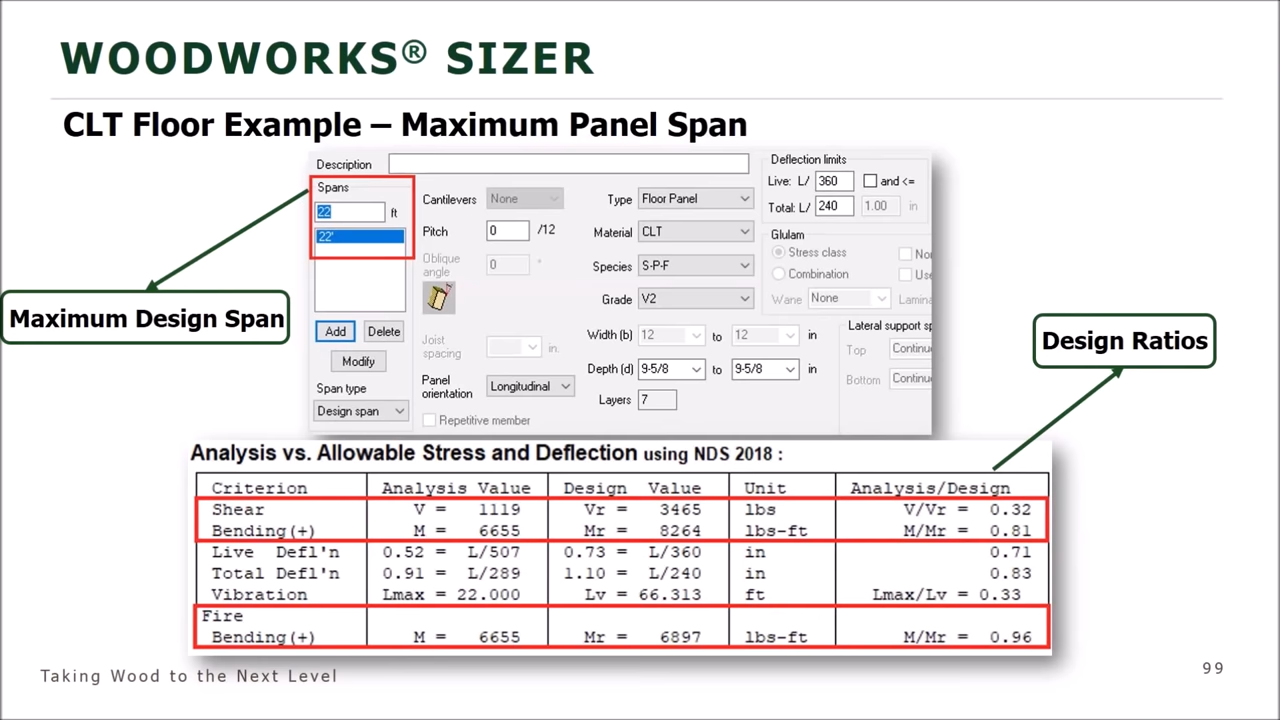 WOODWORKS® SIZER
CLT Floor Example – Maximum Panel Span
Description
Spans
22 ft
22'
Add Delete
Modify
Span type
Design span
Cantilevers None
Pitch 0 /12
Oblique angle 0 °
Joist spacing in.
Panel orientation Longitudinal
Repetitive member
Type Floor Panel
Material CLT
Species S-P-F
Grade V2
Width (b) 12 to 12 in
Depth (d) 9-5/8 to 9-5/8 in
Layers 7
Deflection limits
Live: L/ 360 and <=
Total: L/ 240 1.00 in
Glulam
Stress class
Combination
Wane None
Lateral support
Top
Bottom
Maximum Design Span
Design Ratios
Analysis vs. Allowable Stress and Deflection using NDS 2018 :
Criterion Analysis Value Design Value Unit Analysis/Design
Shear V = 1119 Vr = 3465 lbs V/Vr = 0.32
Bending(+) M = 6655 Mr = 8264 lbs-ft M/Mr = 0.81
Live Defl'n 0.52 = L/507 0.73 = L/360 in 0.71
Total Defl'n 0.91 = L/289 1.10 = L/240 in 0.83
Vibration Lmax = 22.000 Lv = 66.313 ft Lmax/Lv = 0.33
Fire
Bending(+) M = 6655 Mr = 6897 lbs-ft M/Mr = 0.96
Taking Wood to the Next Level
99